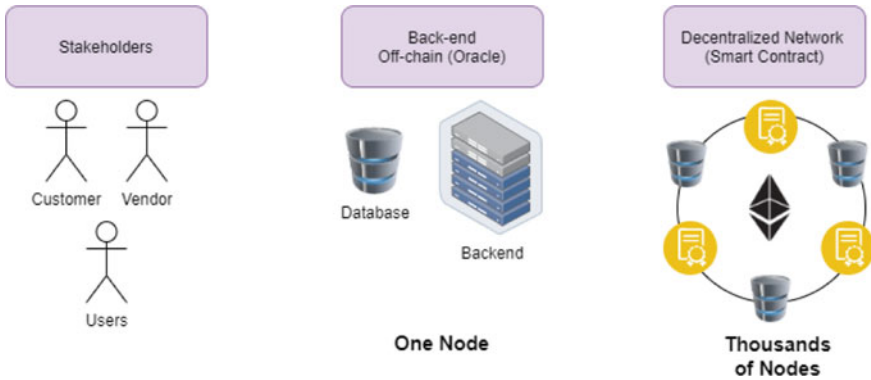 Stakeholders
Back-end
Off-chain (Oracle)
Decentralized Network
(Smart Contract)
Customer
Vendor
Users
Database
Backend
One Node
Thousands
of Nodes